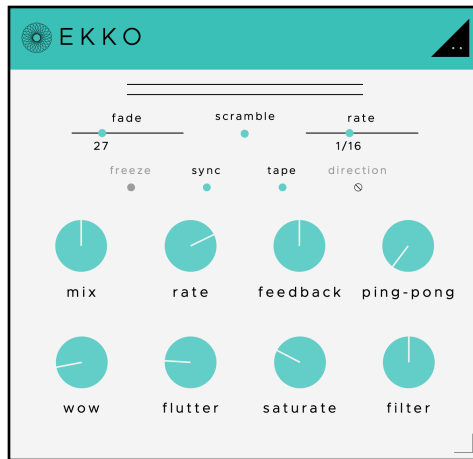 EKKO
fade scramble rate
27 1/16
freeze sync tape direction
mix rate feedback ping-pong
wow flutter saturate filter